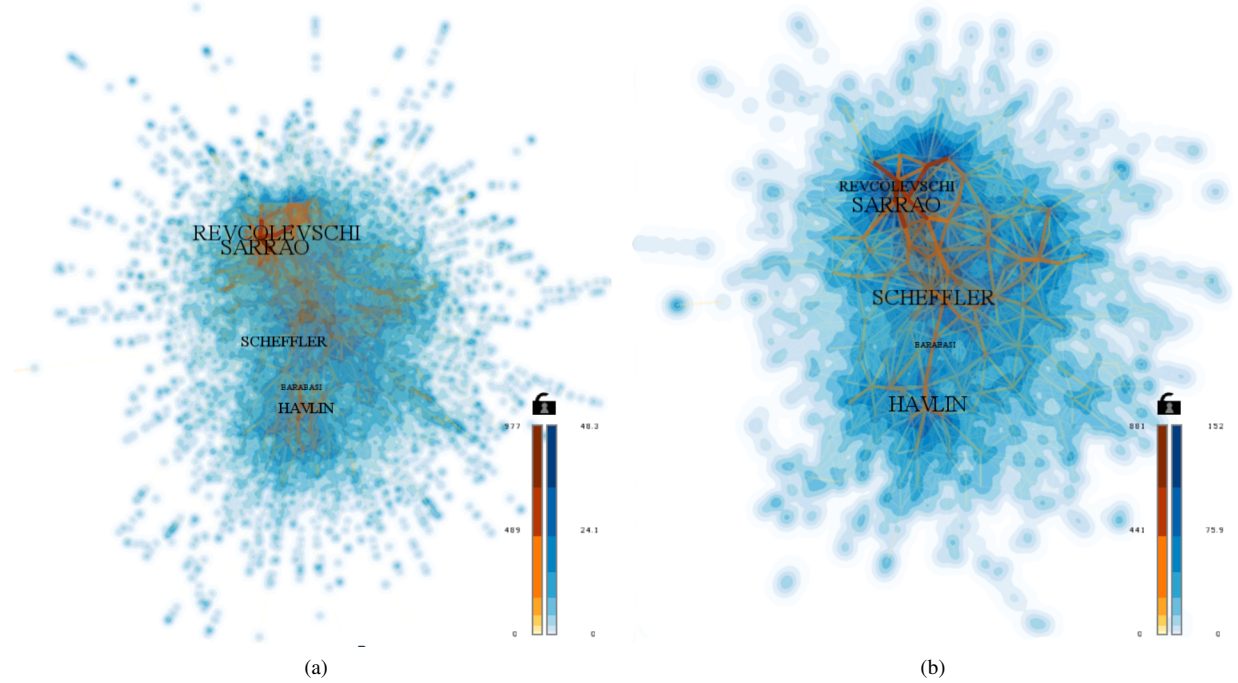 REVCOLEVSCHI
SARRAO
SCHEFFLER
BARABASI
HAVLIN
977
48.3
489
24.1
0
0
(a)
REVCOLEVSCHI
SARRAO
SCHEFFLER
BARABASI
HAVLIN
881
152
441
75.9
0
0
(b)